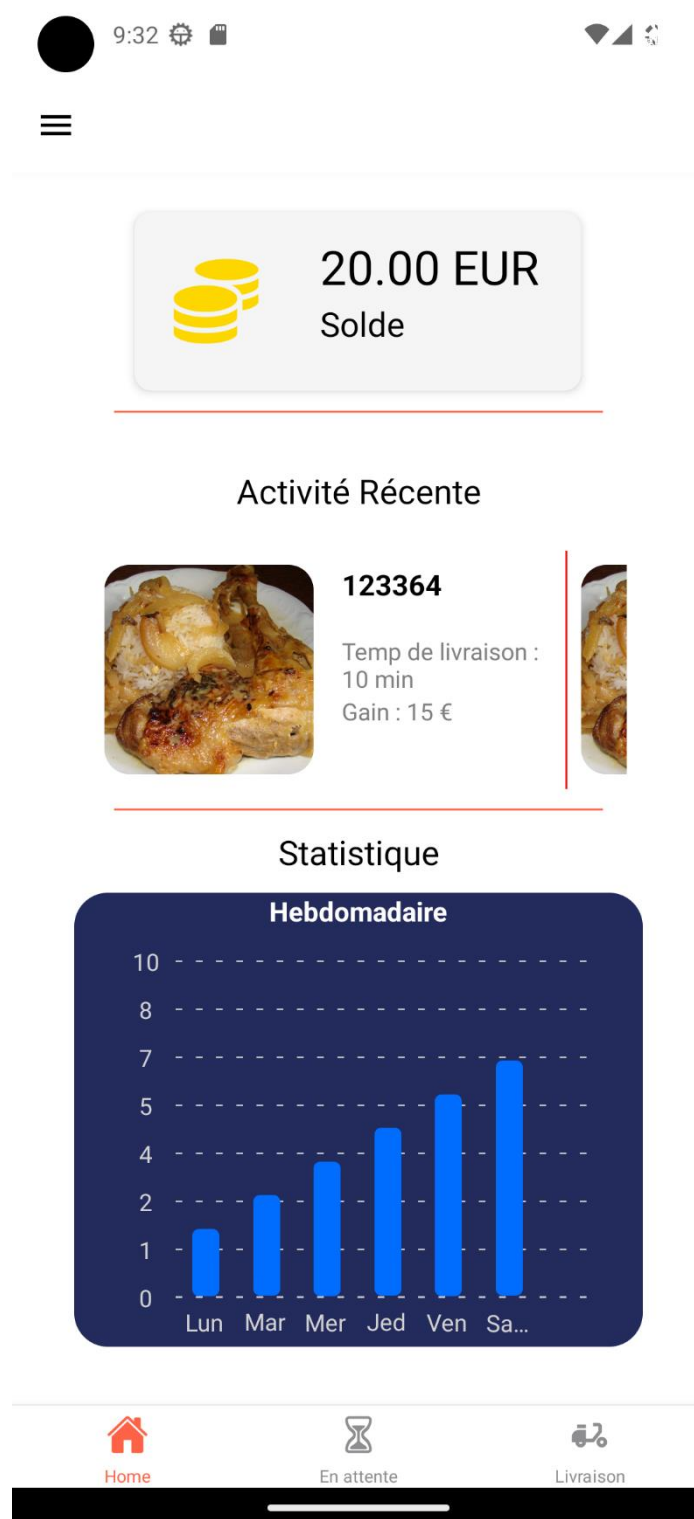 9:32
20.00 EUR
Solde
Activité Récente
123364
Temp de livraison :
10 min
Gain : 15 €
Statistique
Hebdomadaire
10
8
7
5
4
2
1
0
Lun Mar Mer Jed Ven Sa...
Home En attente Livraison